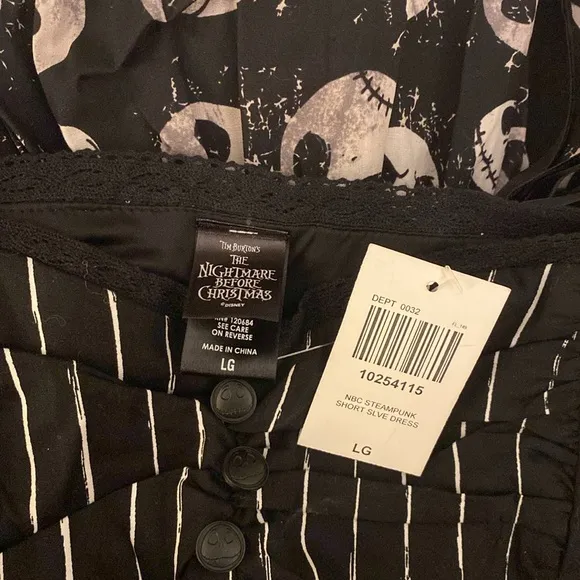 TIM BURTON'S
THE
NIGHTMARE
BEFORE
CHRISTMAS
©DISNEY
RN# 120684
SEE CARE
ON REVERSE
MADE IN CHINA
LG
DEPT 0032
10254115
NBC STEAMPUNK
SHORT SLVE DRESS
LG